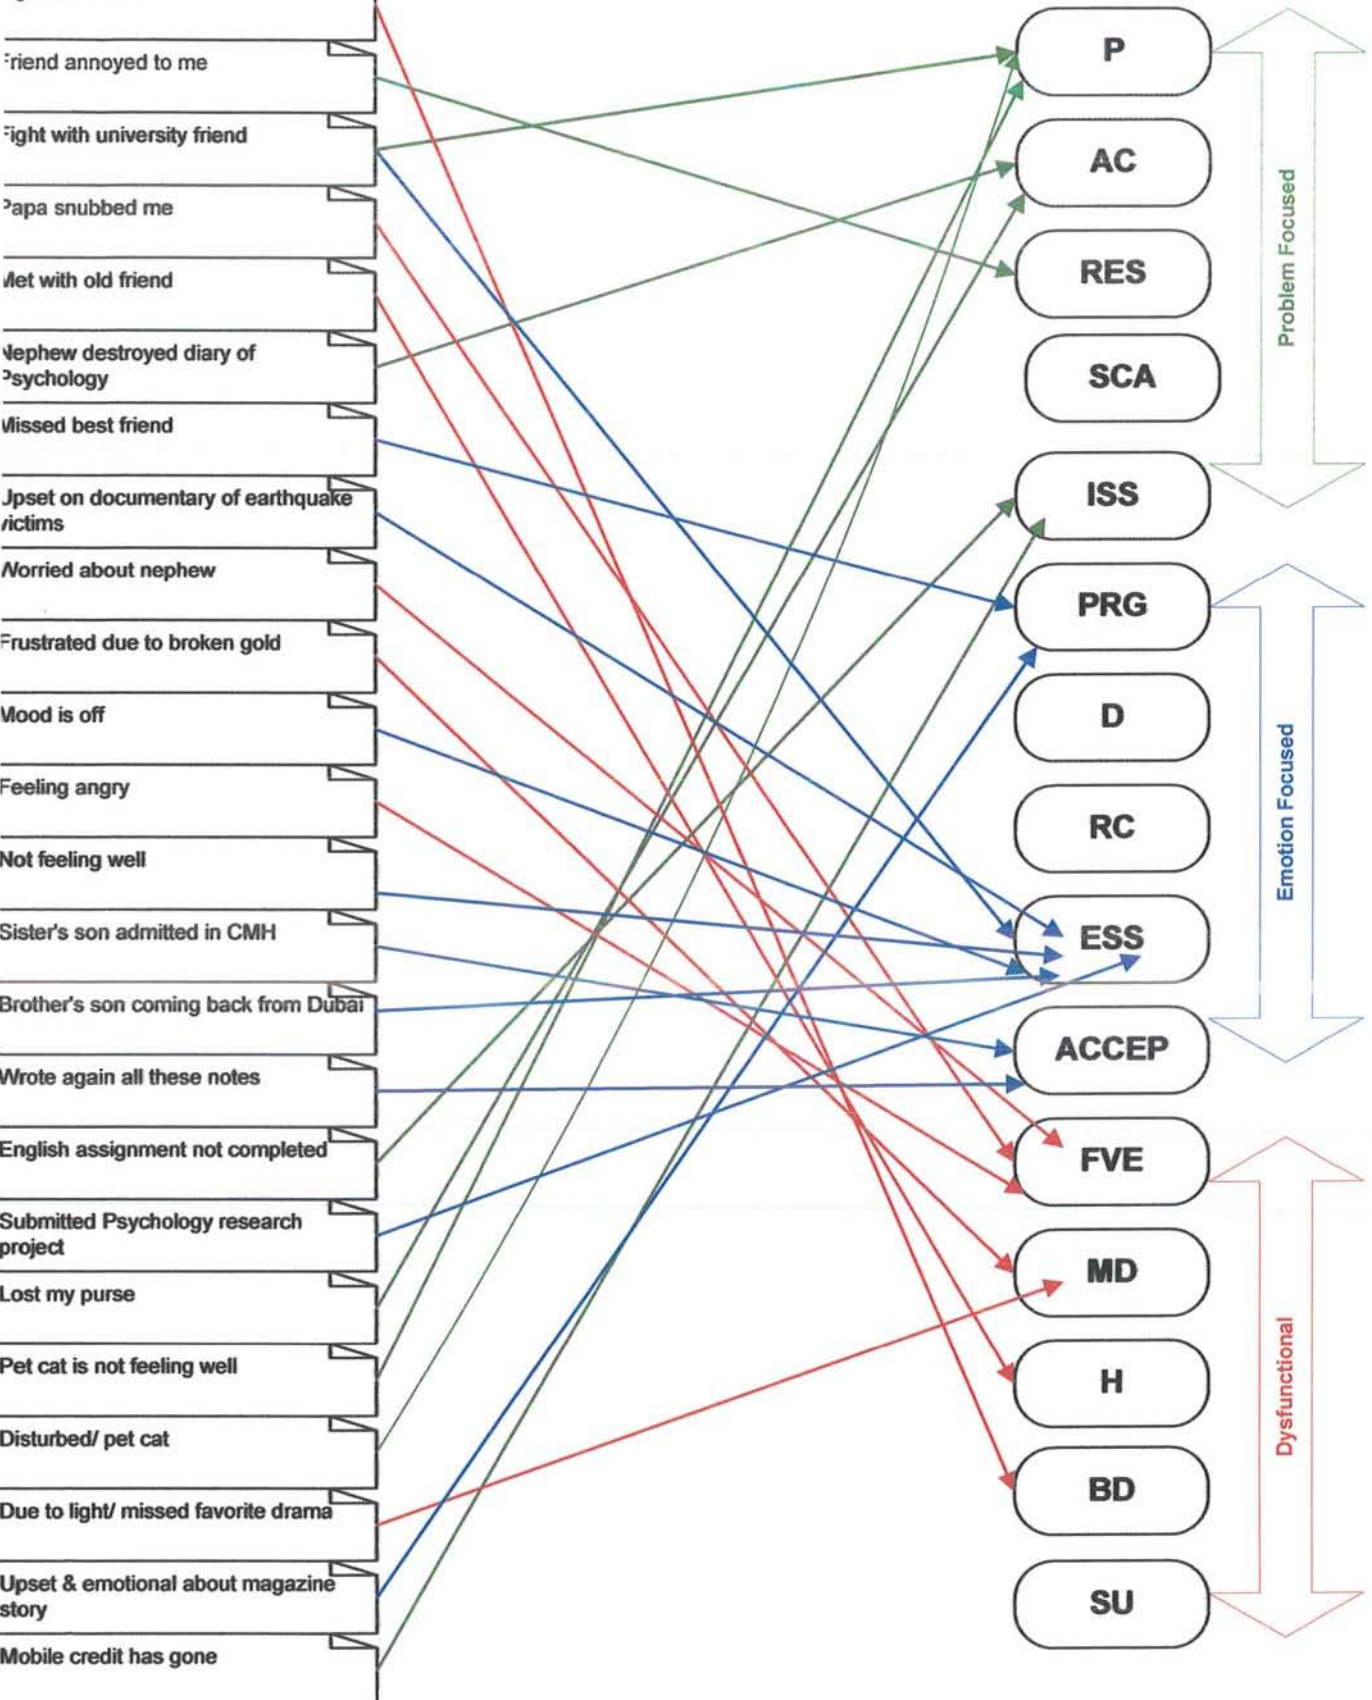 Friend annoyed to me
Fight with university friend
Papa snubbed me
Met with old friend
Nephew destroyed diary of
Psychology
Missed best friend
Upset on documentary of earthquake
victims
Worried about nephew
Frustrated due to broken gold
Mood is off
Feeling angry
Not feeling well
Sister's son admitted in CMH
Brother's son coming back from Dubai
Wrote again all these notes
English assignment not completed
Submitted Psychology research
project
Lost my purse
Pet cat is not feeling well
Disturbed/ pet cat
Due to light/ missed favorite drama
Upset & emotional about magazine
story
Mobile credit has gone
P
AC
RES
SCA
ISS
PRG
D
RC
ESS
ACCEP
FVE
MD
H
BD
SU
Problem Focused
Emotion Focused
Dysfunctional